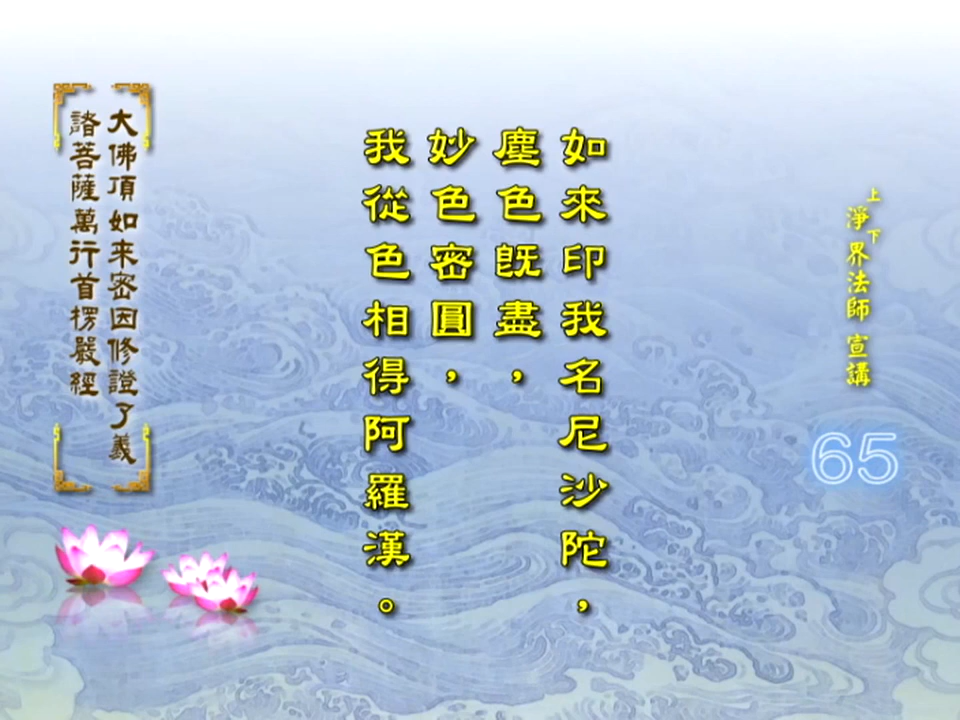 上淨下界法師 宣講
65
如來印我名尼沙陀，
塵色既盡，
妙色密圓，
我從色相得阿羅漢。
大佛頂如來密因修證了義
諸菩薩萬行首楞嚴經